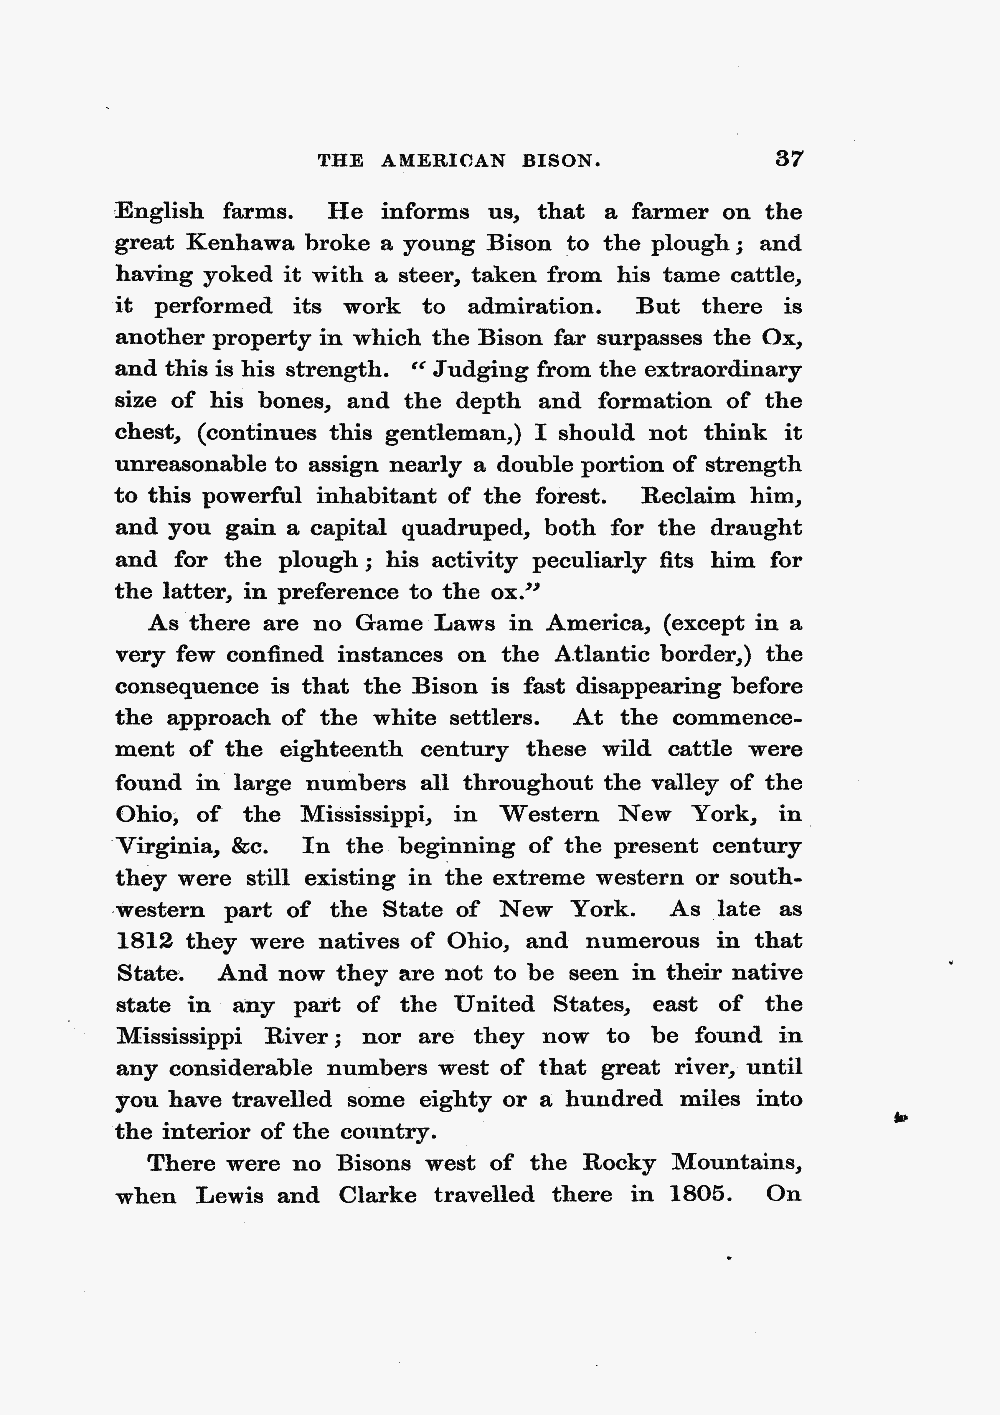 THE AMERICAN BISON. 37
English farms. He informs us, that a farmer on the
great Kenhawa broke a young Bison to the plough ; and
having yoked it with a steer, taken from his tame cattle,
it performed its work to admiration. But there is
another property in which the Bison far surpasses the Ox,
and this is his strength. “ Judging from the extraordinary
size of his bones, and the depth and formation of the
chest, (continues this gentleman,) I should not think it
unreasonable to assign nearly a double portion of strength
to this powerful inhabitant of the forest. Reclaim him,
and you gain a capital quadruped, both for the draught
and for the plough ; his activity peculiarly fits him for
the latter, in preference to the ox.”
As there are no Game Laws in America, (except in a
very few confined instances on the Atlantic border,) the
consequence is that the Bison is fast disappearing before
the approach of the white settlers. At the commence-
ment of the eighteenth century these wild cattle were
found in large numbers all throughout the valley of the
Ohio, of the Mississippi, in Western New York, in
Virginia, &c. In the beginning of the present century
they were still existing in the extreme western or south-
western part of the State of New York. As late as
1812 they were natives of Ohio, and numerous in that
State. And now they are not to be seen in their native
state in any part of the United States, east of the
Mississippi River ; nor are they now to be found in
any considerable numbers west of that great river, until
you have travelled some eighty or a hundred miles into
the interior of the country.
There were no Bisons west of the Rocky Mountains,
when Lewis and Clarke travelled there in 1805. On